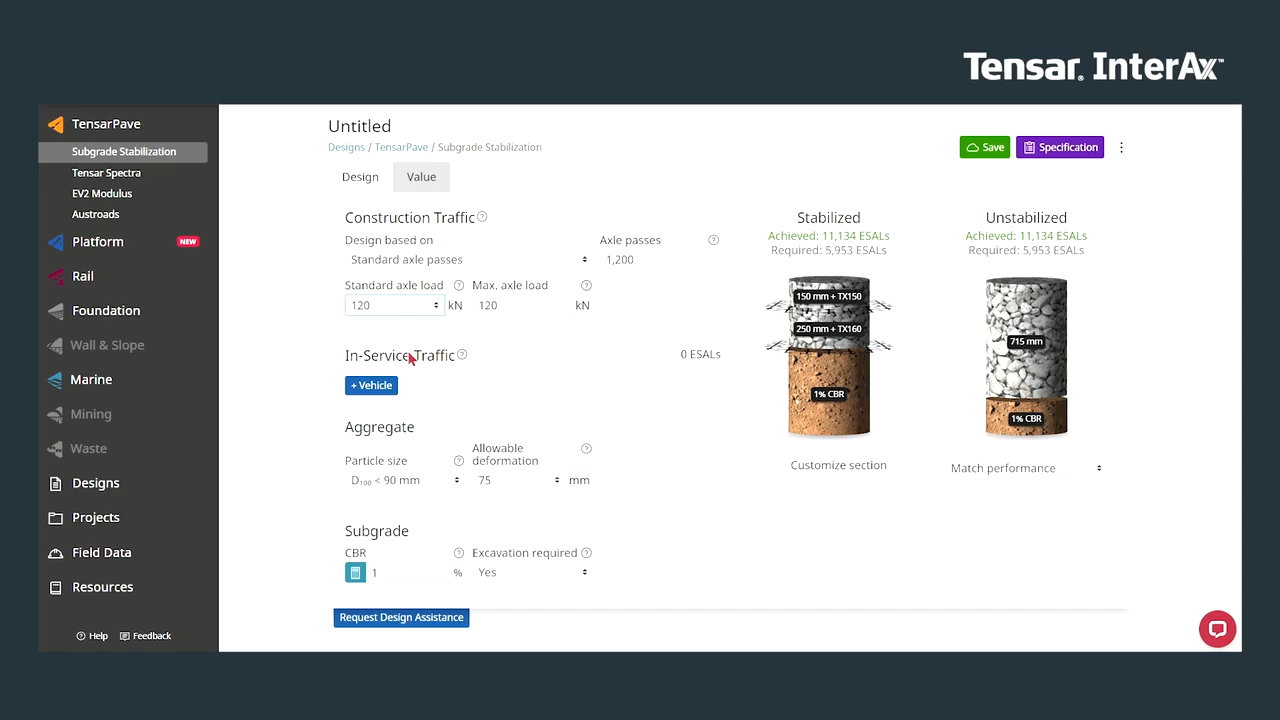 Tensar® InterAx™
TensarPave
Subgrade Stabilization
Tensar Spectra
EV2 Modulus
Austroads
Platform NEW
Rail
Foundation
Wall & Slope
Marine
Mining
Waste
Designs
Projects
Field Data
Resources
Help Feedback
Untitled
Designs / TensarPave / Subgrade Stabilization
Save Specification
Design Value
Construction Traffic
Design based on Axle passes
Standard axle passes 1,200
Standard axle load Max. axle load
120 kN 120 kN
In-Service Traffic 0 ESALs
+ Vehicle
Aggregate
Particle size Allowable deformation
D₁₀₀ < 90 mm 75 mm
Subgrade
CBR Excavation required
1 % Yes
Request Design Assistance
Stabilized
Achieved: 11,134 ESALs
Required: 5,953 ESALs
150 mm + TX150
250 mm + TX160
1% CBR
Customize section
Unstabilized
Achieved: 11,134 ESALs
Required: 5,953 ESALs
715 mm
1% CBR
Match performance